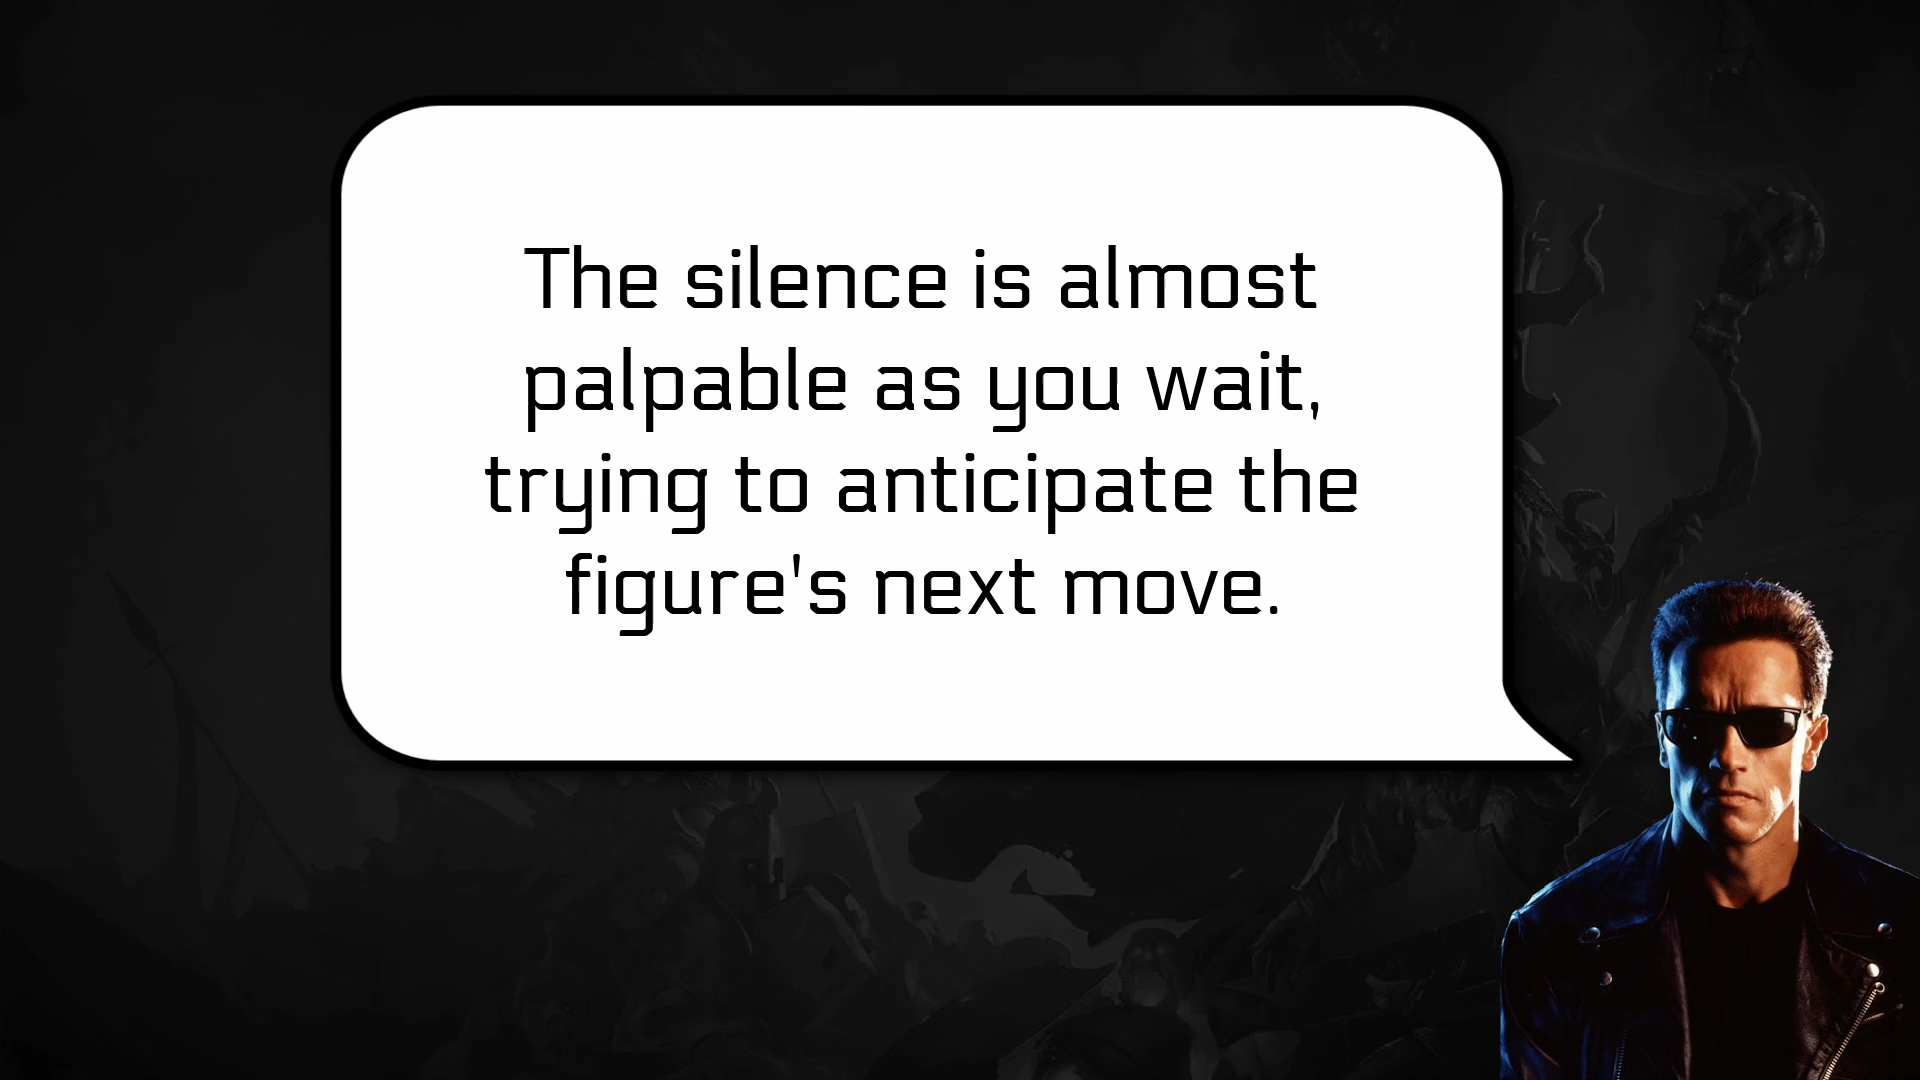 The silence is almost
palpable as you wait,
trying to anticipate the
figure's next move.